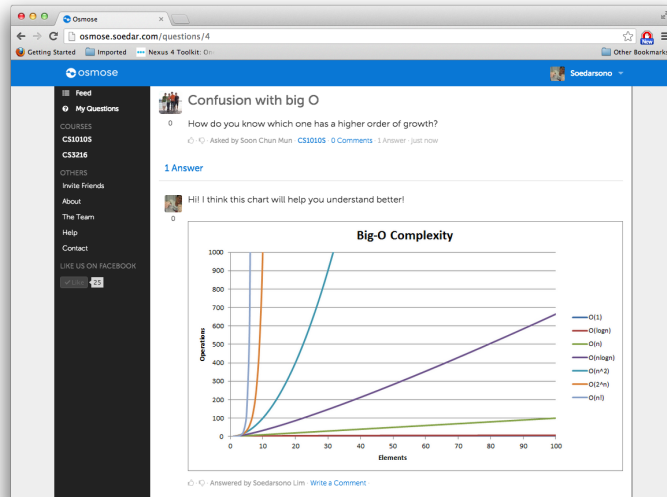 Osmose
osmose.soedar.com/questions/4
New
Getting Started Imported Nexus 4 Toolkit: On
Other Bookmarks
osmose
Soedarsono
Feed
My Questions
COURSES
CS1010S
CS3216
OTHERS
Invite Friends
About
The Team
Help
Contact
LIKE US ON FACEBOOK
Like 25
Confusion with big O
0
How do you know which one has a higher order of growth?
Asked by Soon Chun Mun · CS1010S · 0 Comments · 1 Answer · just now
1 Answer
Hi! I think this chart will help you understand better!
0
Big-O Complexity
1000
900
800
700
600
500
400
300
200
100
0
Operations
0 10 20 30 40 50 60 70 80 90 100
Elements
O(1)
O(logn)
O(n)
O(nlogn)
O(n^2)
O(2^n)
O(n!)
Answered by Soedarsono Lim · Write a Comment